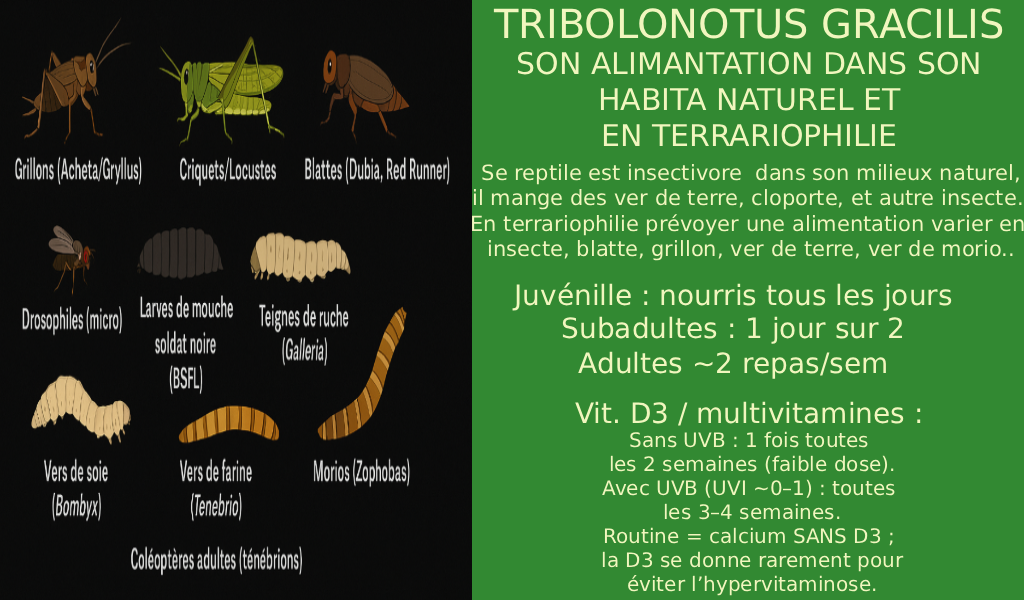 Grillons (Acheta/Gryllus)
Criquets/Locustes
Blattes (Dubia, Red Runner)
Drosophiles (micro)
Larves de mouche
soldat noire
(BSFL)
Teignes de ruche
(Galleria)
Vers de soie
(Bombyx)
Vers de farine
(Tenebrio)
Morios (Zophobas)
Coléoptères adultes (ténébrions)
TRIBOLONOTUS GRACILIS
SON ALIMANTATION DANS SON
HABITA NATUREL ET
EN TERRARIOPHILIE
Se reptile est insectivore  dans son milieux naturel,
il mange des ver de terre, cloporte, et autre insecte.
En terrariophilie prévoyer une alimentation varier en
insecte, blatte, grillon, ver de terre, ver de morio..
Juvénille : nourris tous les jours
Subadultes : 1 jour sur 2
Adultes ~2 repas/sem
Vit. D3 / multivitamines :
Sans UVB : 1 fois toutes
les 2 semaines (faible dose).
Avec UVB (UVI ~0–1) : toutes
les 3–4 semaines.
Routine = calcium SANS D3 ;
la D3 se donne rarement pour
éviter l’hypervitaminose.